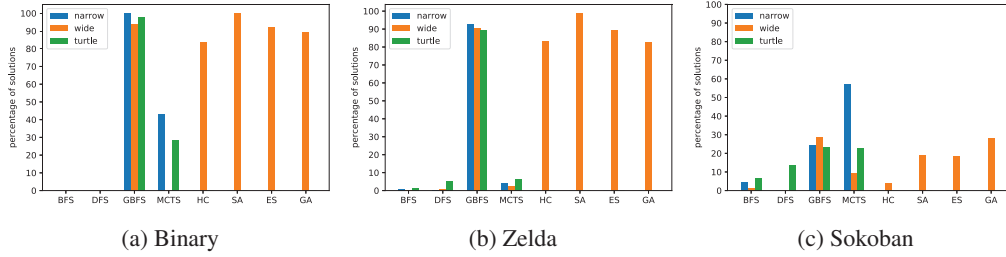 100
90
80
70
60
50
40
30
20
10
0
percentage of solutions
narrow
wide
turtle
BFS DFS GBFS MCTS HC SA ES GA
(a) Binary
100
90
80
70
60
50
40
30
20
10
0
percentage of solutions
narrow
wide
turtle
BFS DFS GBFS MCTS HC SA ES GA
(b) Zelda
100
90
80
70
60
50
40
30
20
10
0
percentage of solutions
narrow
wide
turtle
BFS DFS GBFS MCTS HC SA ES GA
(c) Sokoban